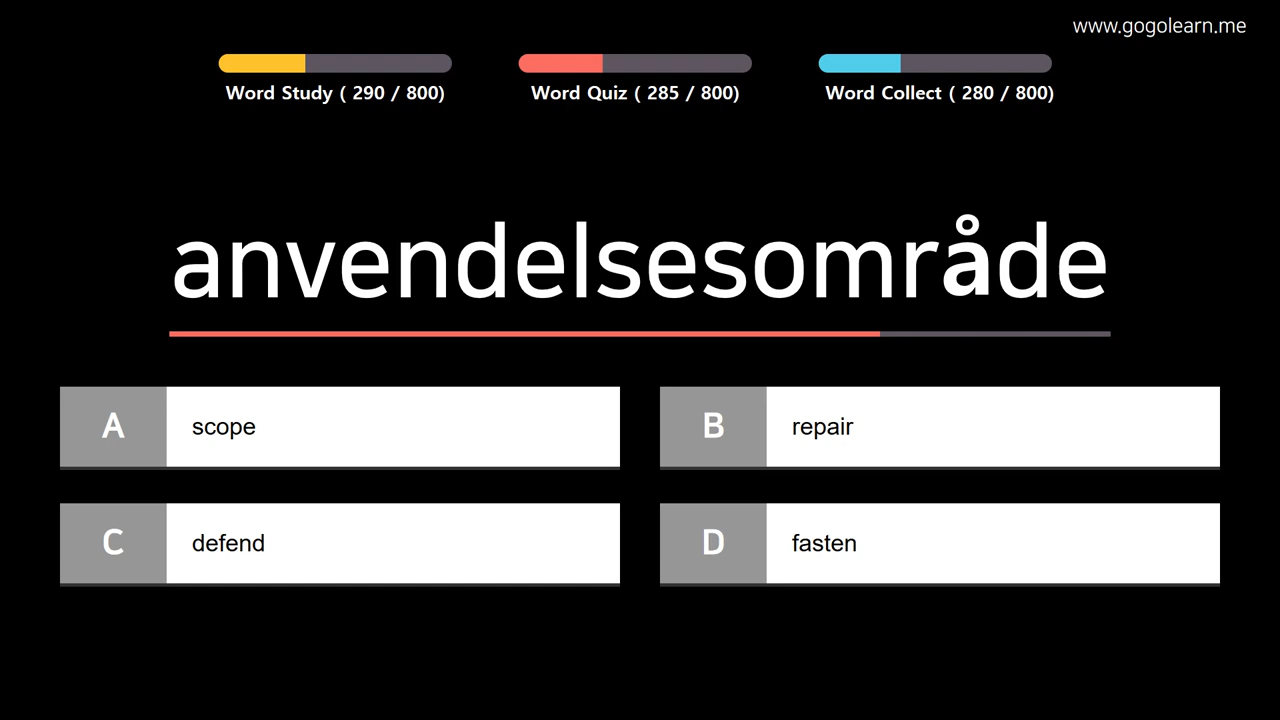 www.gogolearn.me
Word Study ( 290 / 800)
Word Quiz ( 285 / 800)
Word Collect ( 280 / 800)
anvendelsesområde
A scope
B repair
C defend
D fasten